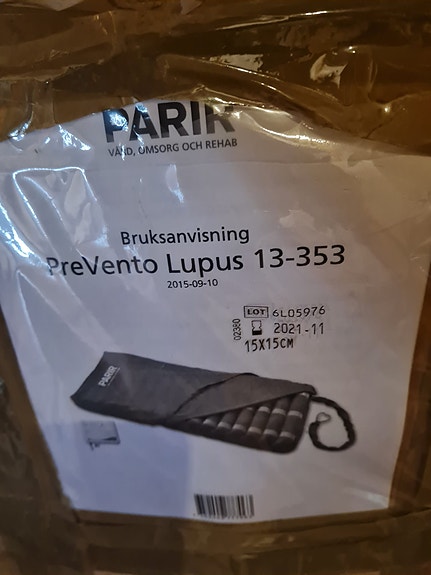 PARIR
VÅRD, OMSORG OCH REHAB
Bruksanvisning
PreVento Lupus 13-353
2015-09-10
LOT 6L05976
02380
2021-11
15X15CM
PARIR